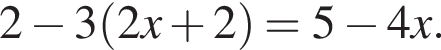 2 − 3(2x + 2) = 5 − 4x.